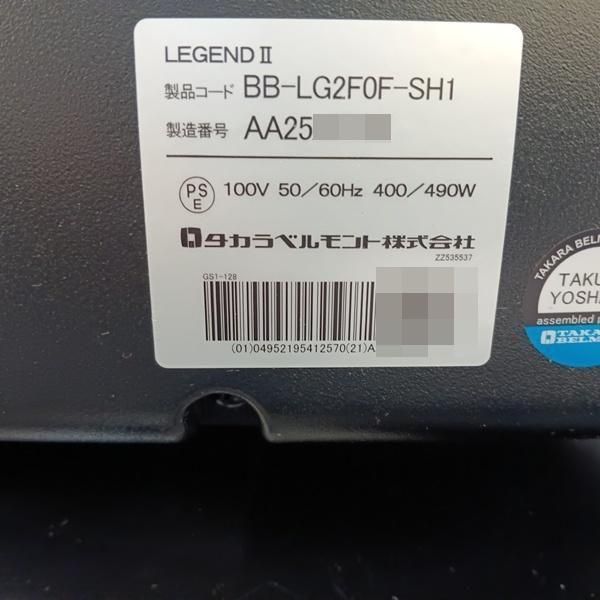 LEGEND II
製品コード BB-LG2F0F-SH1
製造番号 AA25
PS E 100V 50/60Hz 400/490W
タカラベルモント株式会社
ZZ535537
GS1-128
(01)04952195412570(21)A
TAKARA BELM
TAKU
YOSHI
assembled
TAKA
BELM